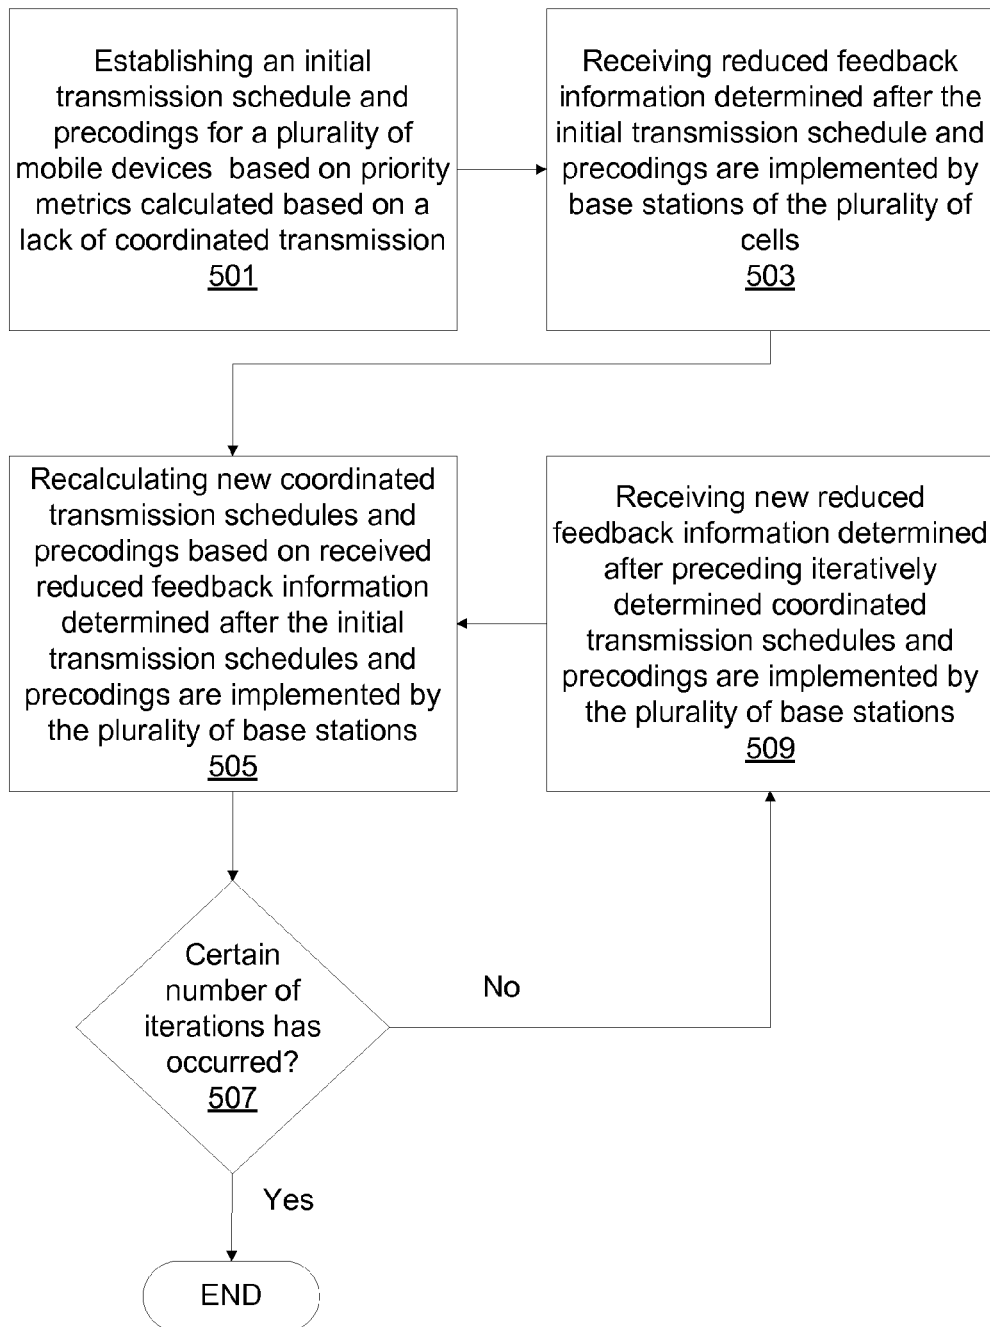 Establishing an initial
transmission schedule and
precodings for a plurality of
mobile devices based on priority
metrics calculated based on a
lack of coordinated transmission
501
Receiving reduced feedback
information determined after the
initial transmission schedule and
precodings are implemented by
base stations of the plurality of
cells
503
Recalculating new coordinated
transmission schedules and
precodings based on received
reduced feedback information
determined after the initial
transmission schedules and
precodings are implemented by
the plurality of base stations
505
Receiving new reduced
feedback information determined
after preceding iteratively
determined coordinated
transmission schedules and
precodings are implemented by
the plurality of base stations
509
Certain
number of
iterations has
occurred?
507
No
Yes
END